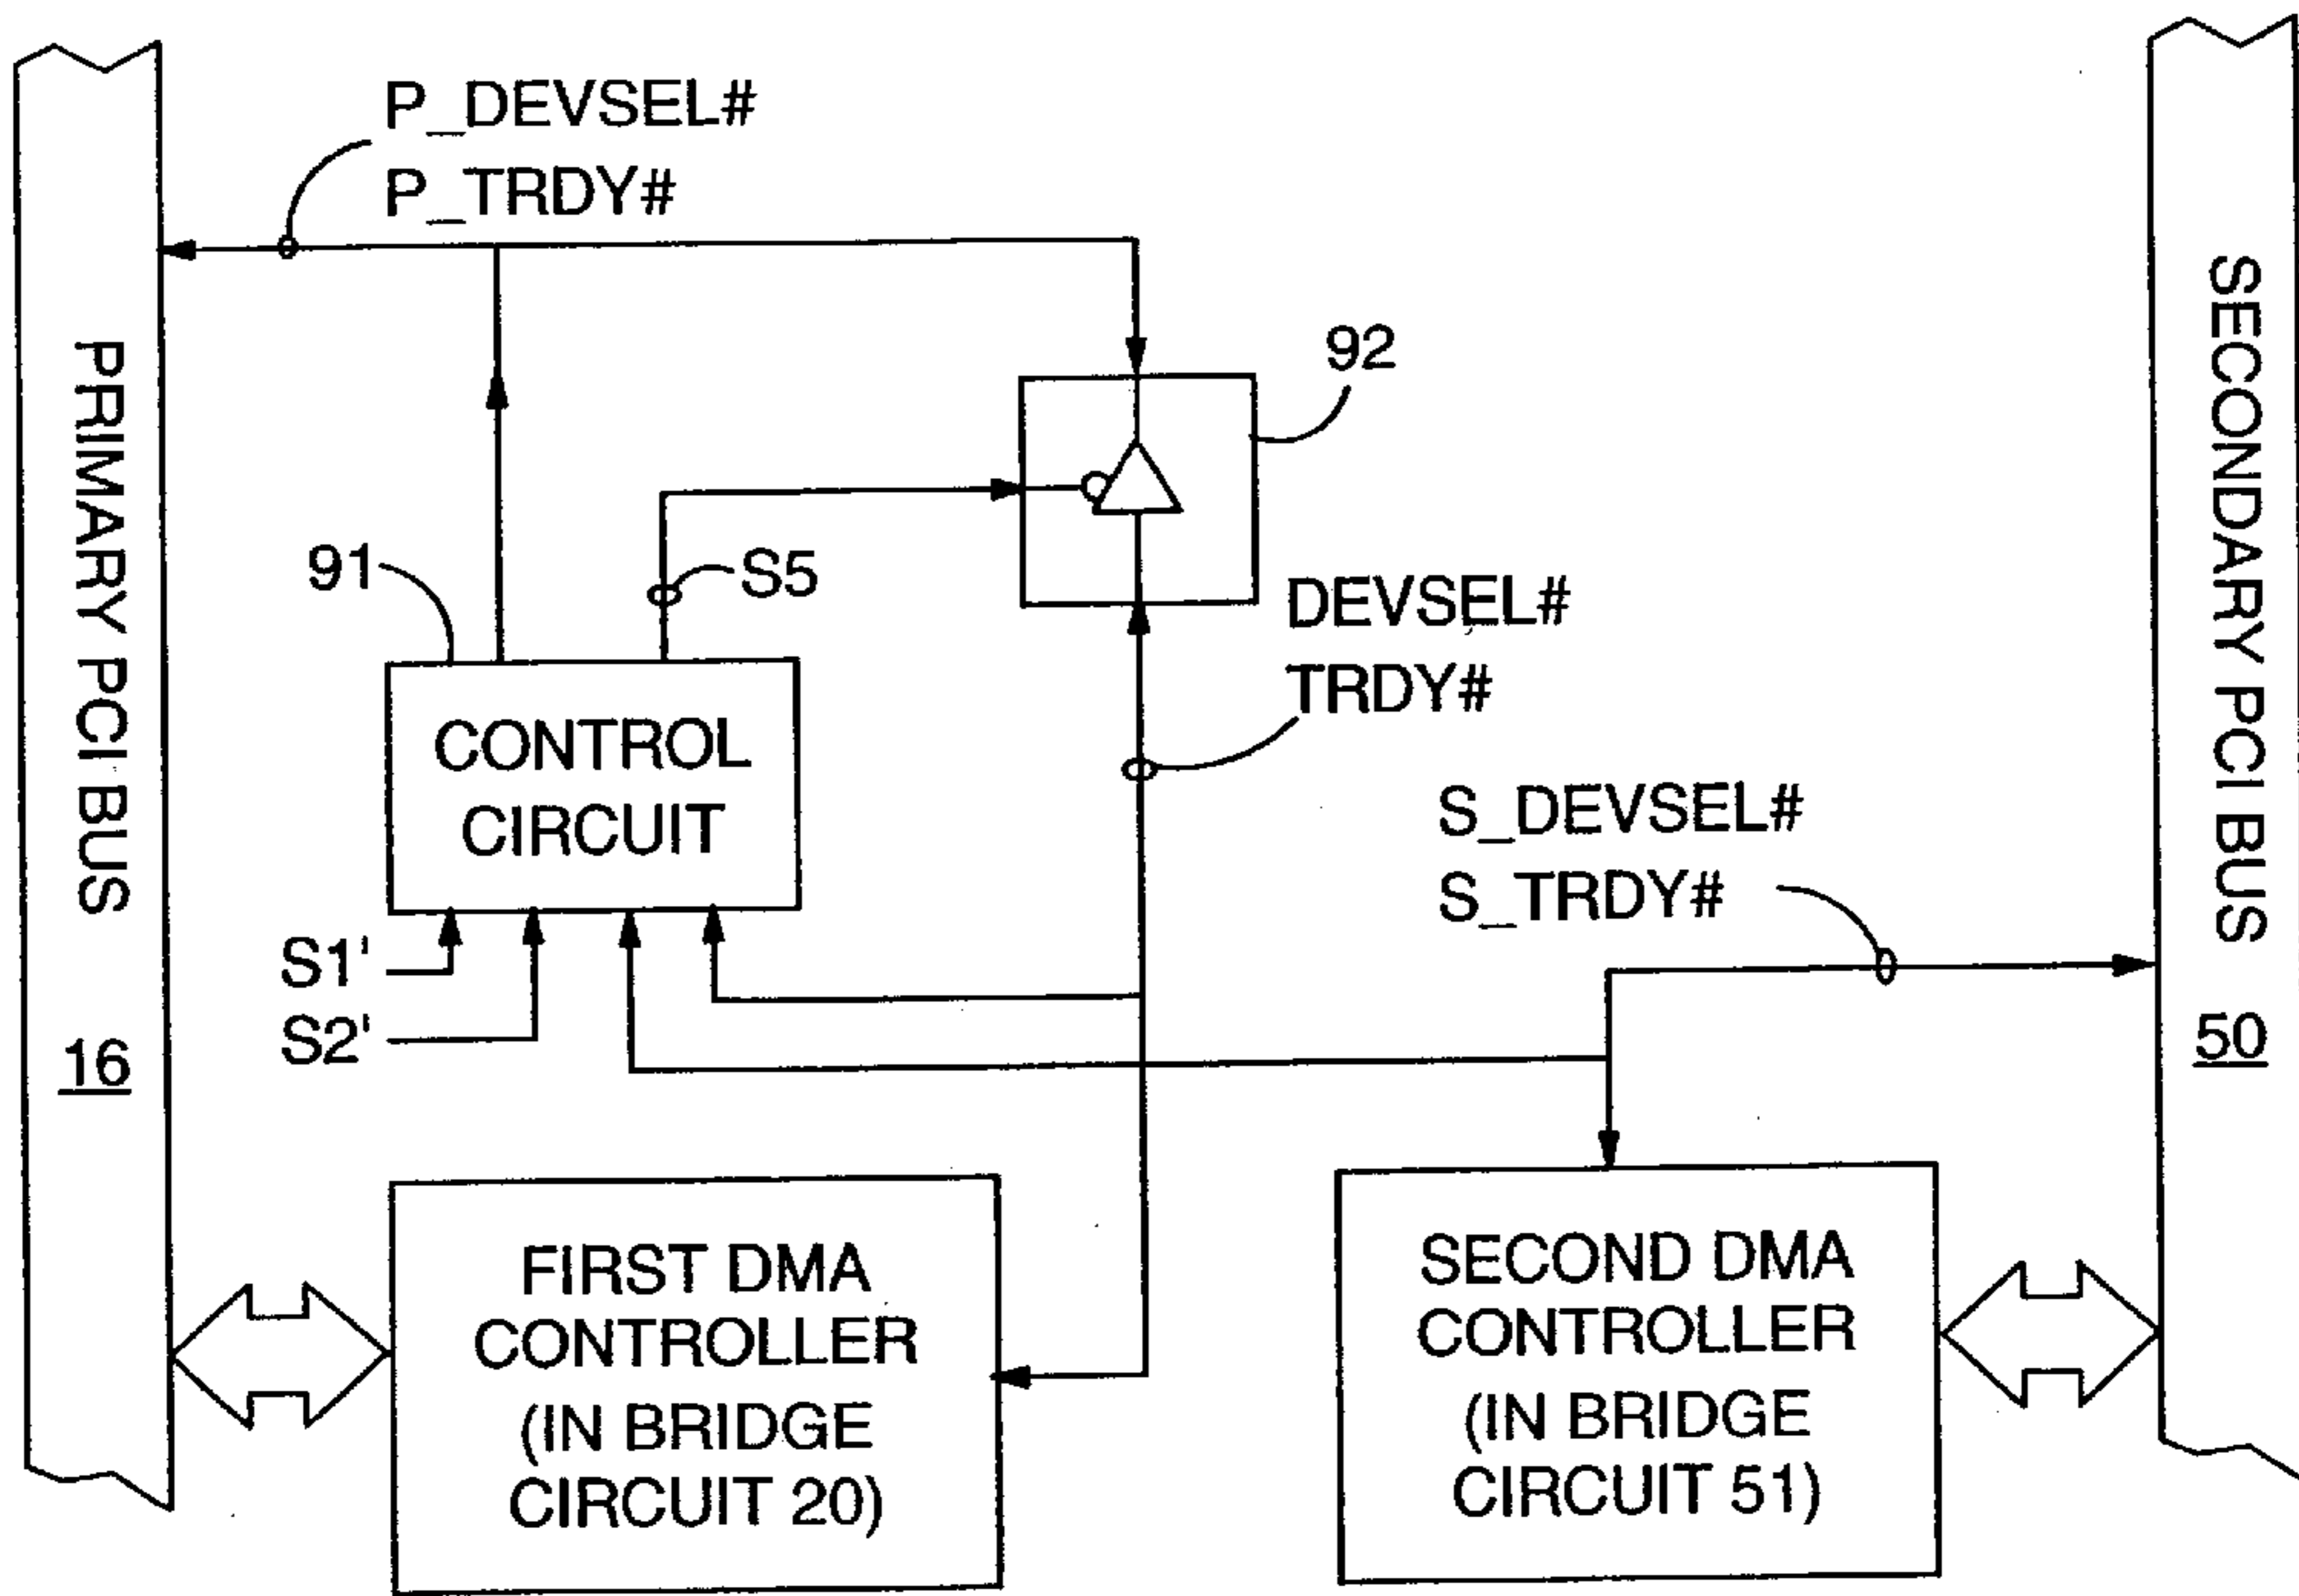 P_DEVSEL#
P_TRDY#
92
PRIMARY PCI BUS 16
SECONDARY PCI BUS 50
91
S5
DEVSEL#
TRDY#
CONTROL
CIRCUIT
S_DEVSEL#
S_TRDY#
S1'
S2'
FIRST DMA
CONTROLLER
(IN BRIDGE
CIRCUIT 20)
SECOND DMA
CONTROLLER
(IN BRIDGE
CIRCUIT 51)